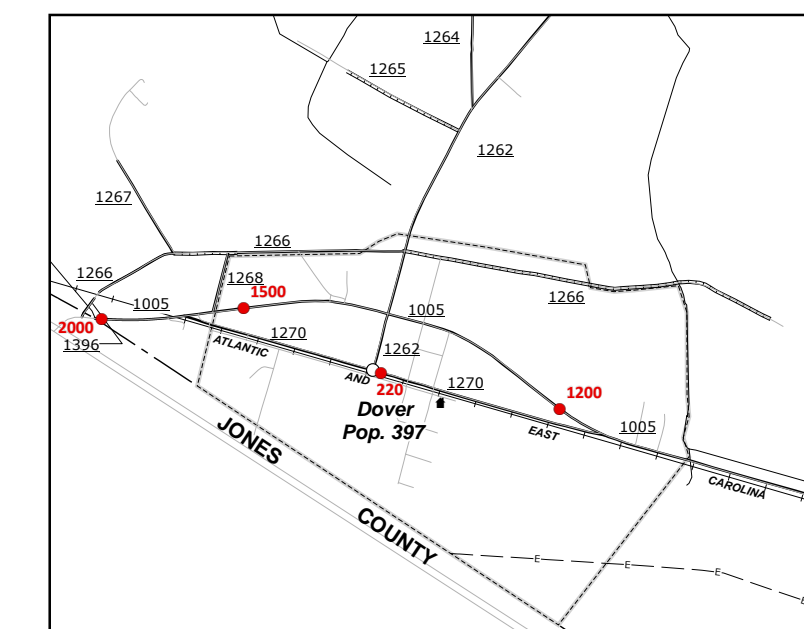 1264
1265
1262
1267
1266
1266
1268
1500
1266
1005
1005
2000
1396
1270
ATLANTIC
1262
AND
220
1270
1200
Dover
Pop. 397
EAST
1005
JONES
CAROLINA
COUNTY
E
E
E
E